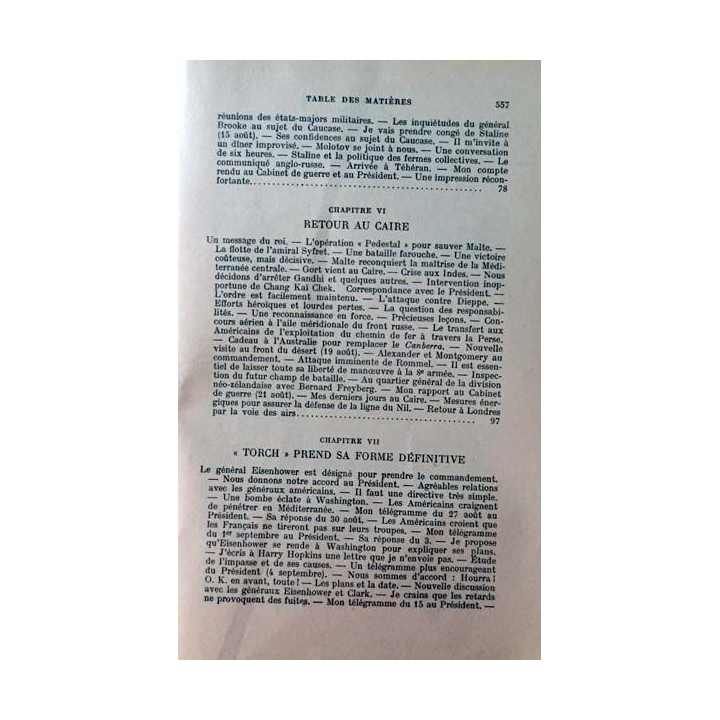 TABLE DES MATIÈRES 557
réunions des états-majors militaires. — Les inquiétudes du général
Brooke au sujet du Caucase. — Je vais prendre congé de Staline
(15 août). — Ses confidences au sujet du Caucase. — Il m'invite à
un dîner improvisé. — Molotov se joint à nous. — Une conversation
de six heures. — Staline et la politique des fermes collectives. — Le
communiqué anglo-russe. — Arrivée à Téhéran. — Mon compte
rendu au Cabinet de guerre et au Président. — Une impression récon-
fortante.................................................. 78
CHAPITRE VI
RETOUR AU CAIRE
Un message du roi. — L'opération « Pedestal » pour sauver Malte. —
La flotte de l'amiral Syfret. — Une bataille farouche. — Une victoire
coûteuse, mais décisive. — Malte reconquiert la maîtrise de la Médi-
terranée centrale. — Gort vient au Caire. — Crise aux Indes. — Nous
décidons d'arrêter Gandhi et quelques autres. — Intervention inop-
portune de Chang Kaï Chek. Correspondance avec le Président. —
L'ordre est facilement maintenu. — L'attaque contre Dieppe. —
Efforts héroïques et lourdes pertes. — La question des responsabi-
lités. — Une reconnaissance en force. — Précieuses leçons. — Con-
cours aérien à l'aile méridionale du front russe. — Le transfert aux
Américains de l'exploitation du chemin de fer à travers la Perse.
— Cadeau à l'Australie pour remplacer le Canberra. — Nouvelle
visite au front du désert (19 août). — Alexander et Montgomery au
commandement. — Attaque imminente de Rommel. — Il est essen-
tiel de laisser toute sa liberté de manœuvre à la 8e armée. — Inspec-
tion du futur champ de bataille. — Au quartier général de la division
néo-zélandaise avec Bernard Freyberg. — Mon rapport au Cabinet
de guerre (21 août). — Mes derniers jours au Caire. — Mesures éner-
giques pour assurer la défense de la ligne du Nil. — Retour à Londres
par la voie des airs....................................... 97
CHAPITRE VII
« TORCH » PREND SA FORME DÉFINITIVE
Le général Eisenhower est désigné pour prendre le commandement.
— Nous donnons notre accord au Président. — Agréables relations
avec les généraux américains. — Il faut une directive très simple.
— Une bombe éclate à Washington. — Les Américains craignent
de pénétrer en Méditerranée. — Mon télégramme du 27 août au
Président. — Sa réponse du 30 août. — Les Américains croient que
les Français ne tireront pas sur leurs troupes. — Mon télégramme
du 1er septembre au Président. — Sa réponse du 3. — Je propose
qu'Eisenhower se rende à Washington pour expliquer ses plans.
— J'écris à Harry Hopkins une lettre que je n'envoie pas. — Étude
de l'impasse et de ses causes. — Un télégramme plus encourageant
du Président (4 septembre). — Nous sommes d'accord : Hourra !
O. K. en avant, toute ! — Les plans et la date. — Nouvelle discussion
avec les généraux Eisenhower et Clark. — Je crains que les retards
ne provoquent des fuites. — Mon télégramme du 15 au Président. —